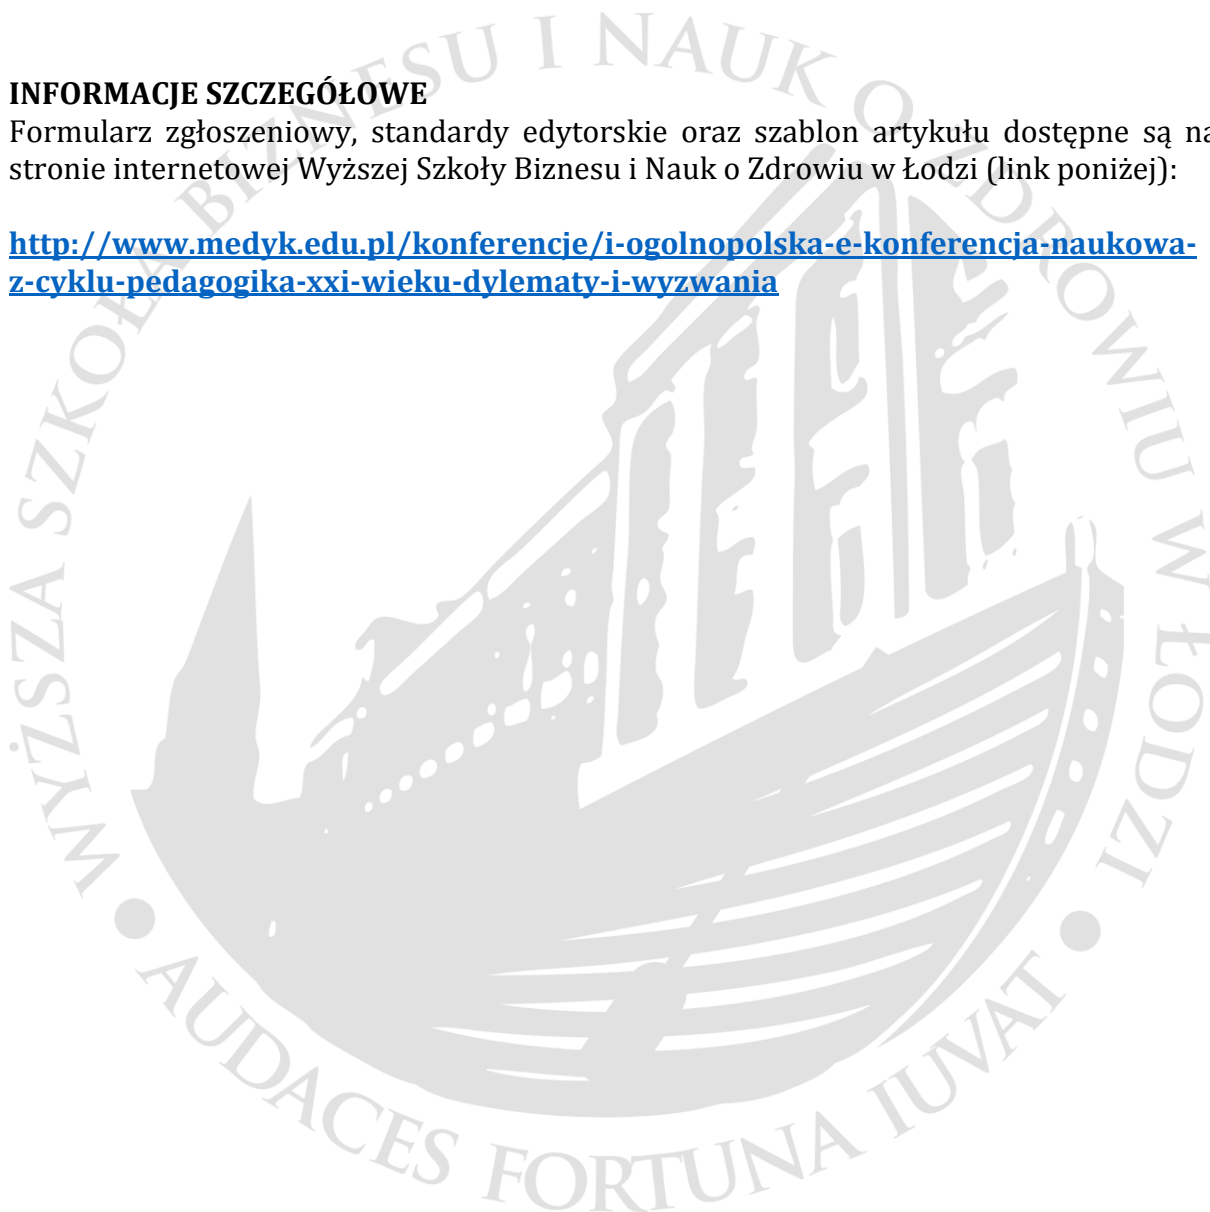 INFORMACJE SZCZEGÓŁOWE
Formularz zgłoszeniowy, standardy edytorskie oraz szablon artykułu dostępne są na
stronie internetowej Wyższej Szkoły Biznesu i Nauk o Zdrowiu w Łodzi (link poniżej):
http://www.medyk.edu.pl/konferencje/i-ogolnopolska-e-konferencja-naukowa-
z-cyklu-pedagogika-xxi-wieku-dylematy-i-wyzwania
WYŻSZA SZKOŁA BIZNESU I NAUK O ZDROWIU W ŁODZI
AUDACES FORTUNA IUVAT